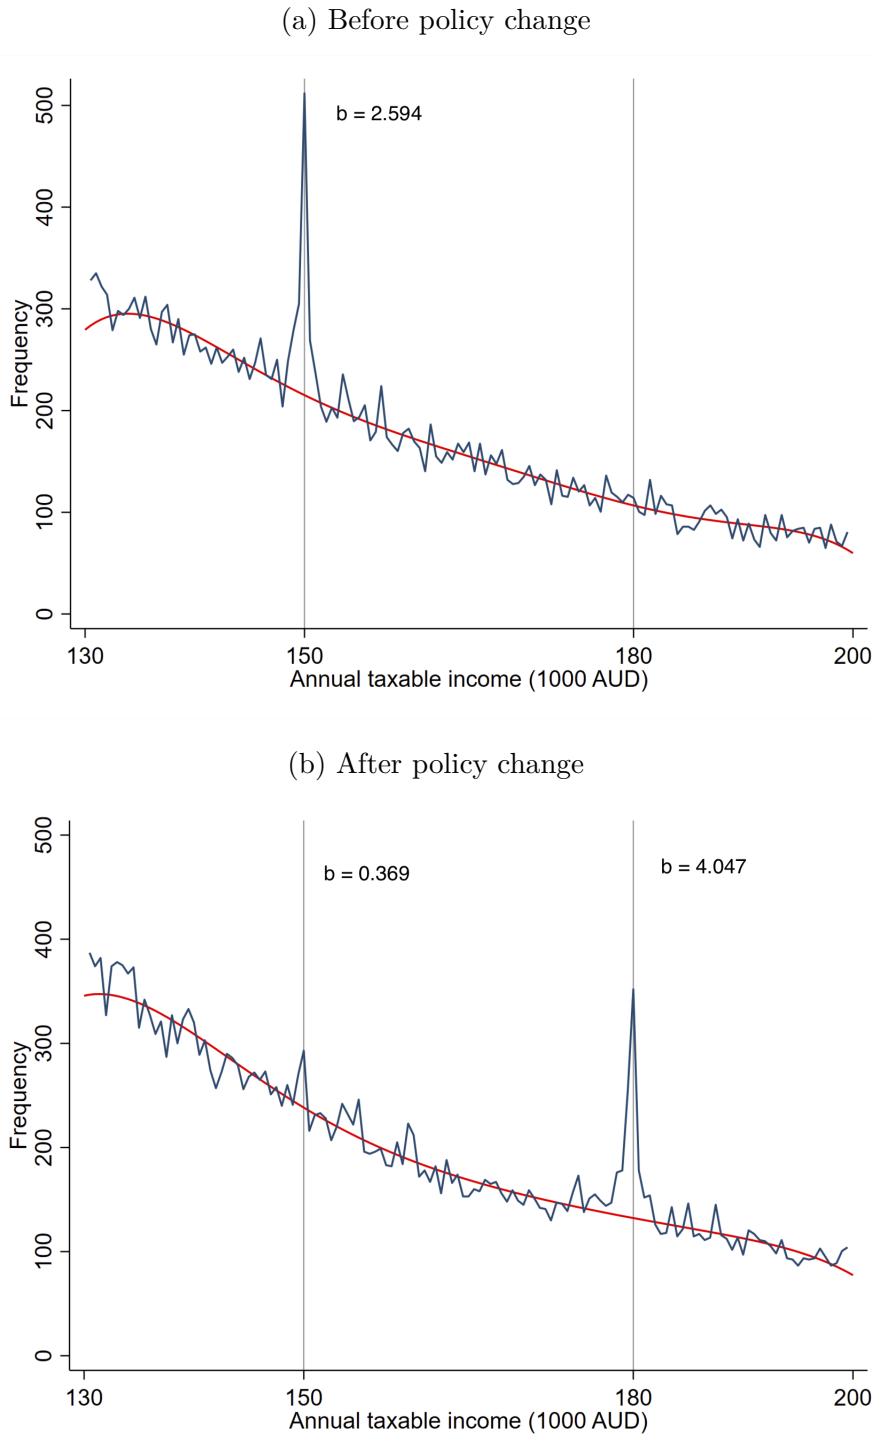 (a) Before policy change
500
b = 2.594
400
300
200
100
0
Frequency
130 150 180 200
Annual taxable income (1000 AUD)
(b) After policy change
500
b = 0.369
b = 4.047
400
300
200
100
0
Frequency
130 150 180 200
Annual taxable income (1000 AUD)